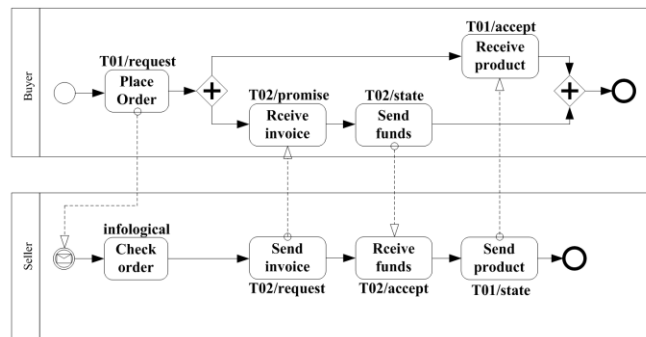 Buyer
T01/request
Place
Order
T02/promise
Rceive
invoice
T02/state
Send
funds
T01/accept
Receive
product
Seller
infological
Check
order
Send
invoice
T02/request
Rceive
funds
T02/accept
Send
product
T01/state